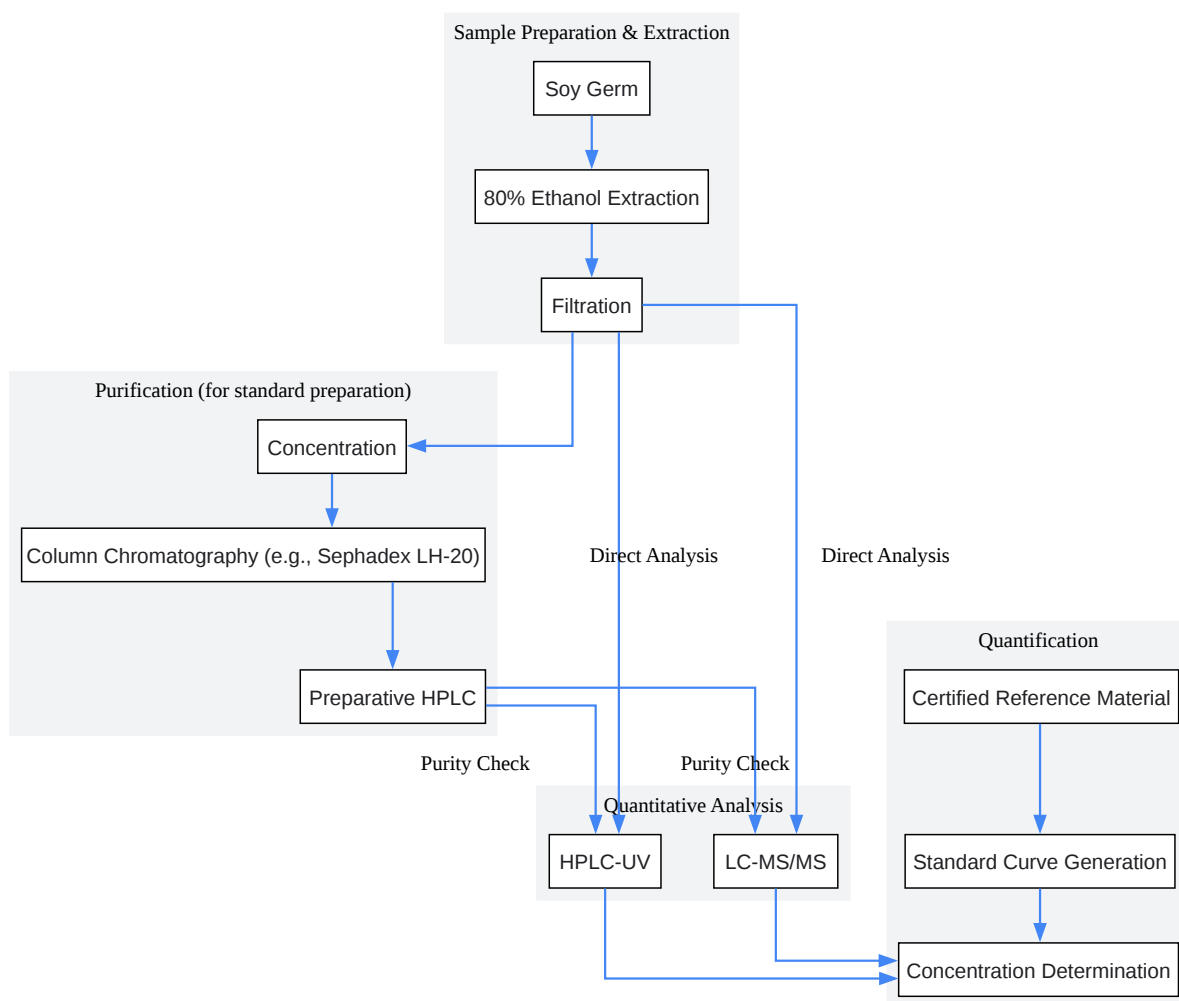 Sample Preparation & Extraction
Soy Germ
80% Ethanol Extraction
Filtration
Purification (for standard preparation)
Concentration
Column Chromatography (e.g., Sephadex LH-20)
Direct Analysis
Direct Analysis
Quantification
Preparative HPLC
Certified Reference Material
Purity Check
Purity Check
Quantitative Analysis
HPLC-UV
LC-MS/MS
Standard Curve Generation
Concentration Determination